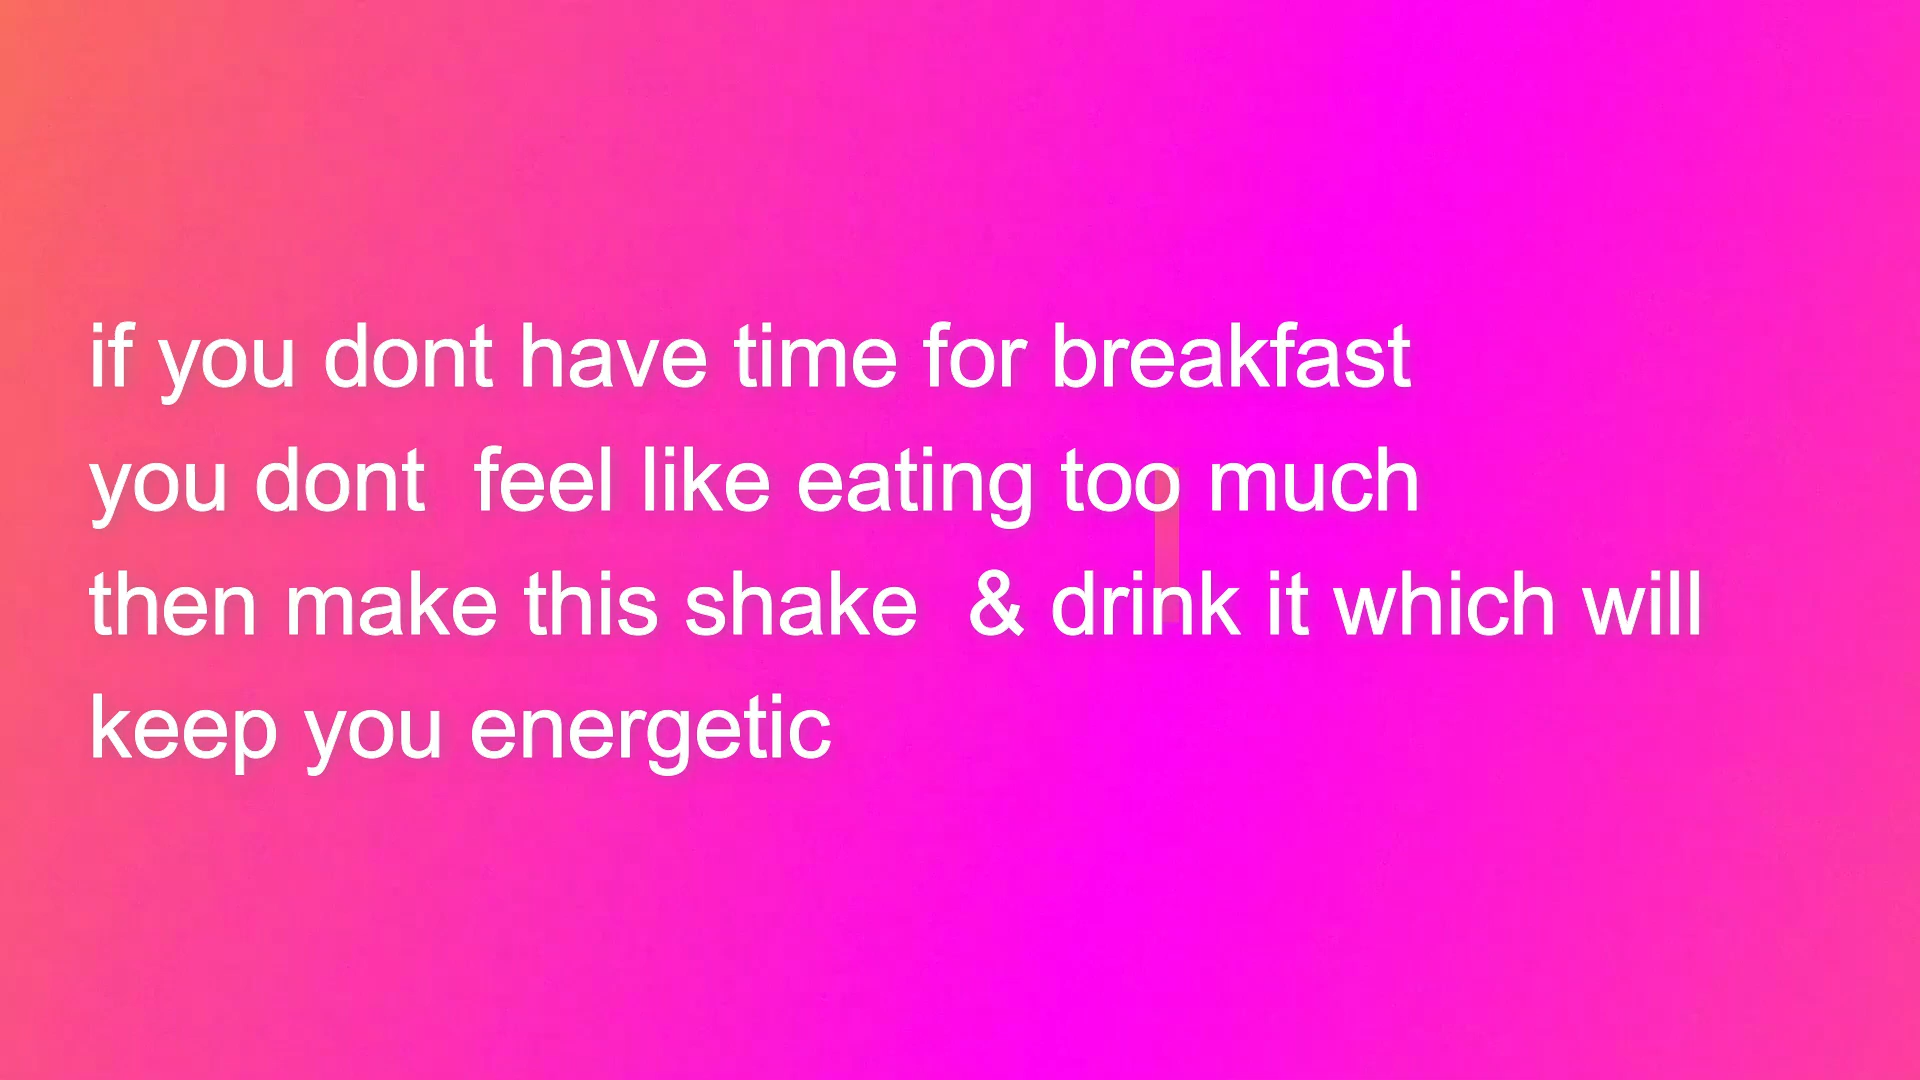 if you dont have time for breakfast
you dont  feel like eating too much
then make this shake  & drink it which will
keep you energetic